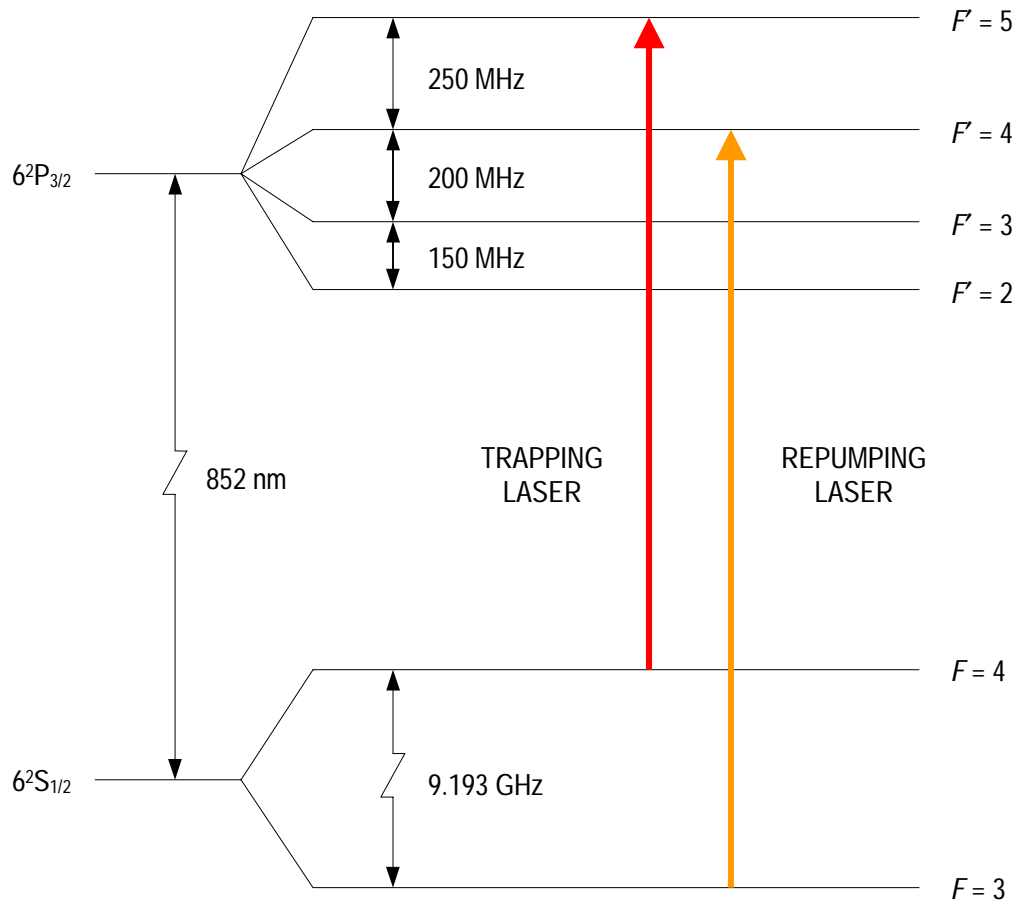 F′ = 5
250 MHz
F′ = 4
6²P3/2
200 MHz
F′ = 3
150 MHz
F′ = 2
TRAPPING
LASER
REPUMPING
LASER
852 nm
F = 4
6²S1/2
9.193 GHz
F = 3